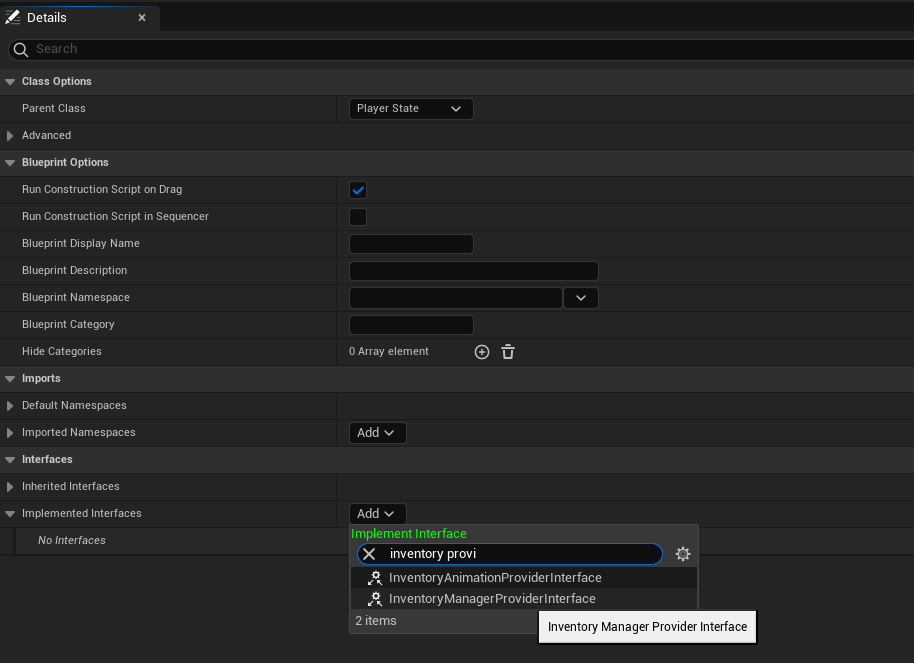 Details
Search
Class Options
Parent Class Player State
Advanced
Blueprint Options
Run Construction Script on Drag
Run Construction Script in Sequencer
Blueprint Display Name
Blueprint Description
Blueprint Namespace
Blueprint Category
Hide Categories 0 Array element
Imports
Default Namespaces
Imported Namespaces Add
Interfaces
Inherited Interfaces
Implemented Interfaces Add
No Interfaces
Implement Interface
inventory provi
InventoryAnimationProviderInterface
InventoryManagerProviderInterface
2 items
Inventory Manager Provider Interface